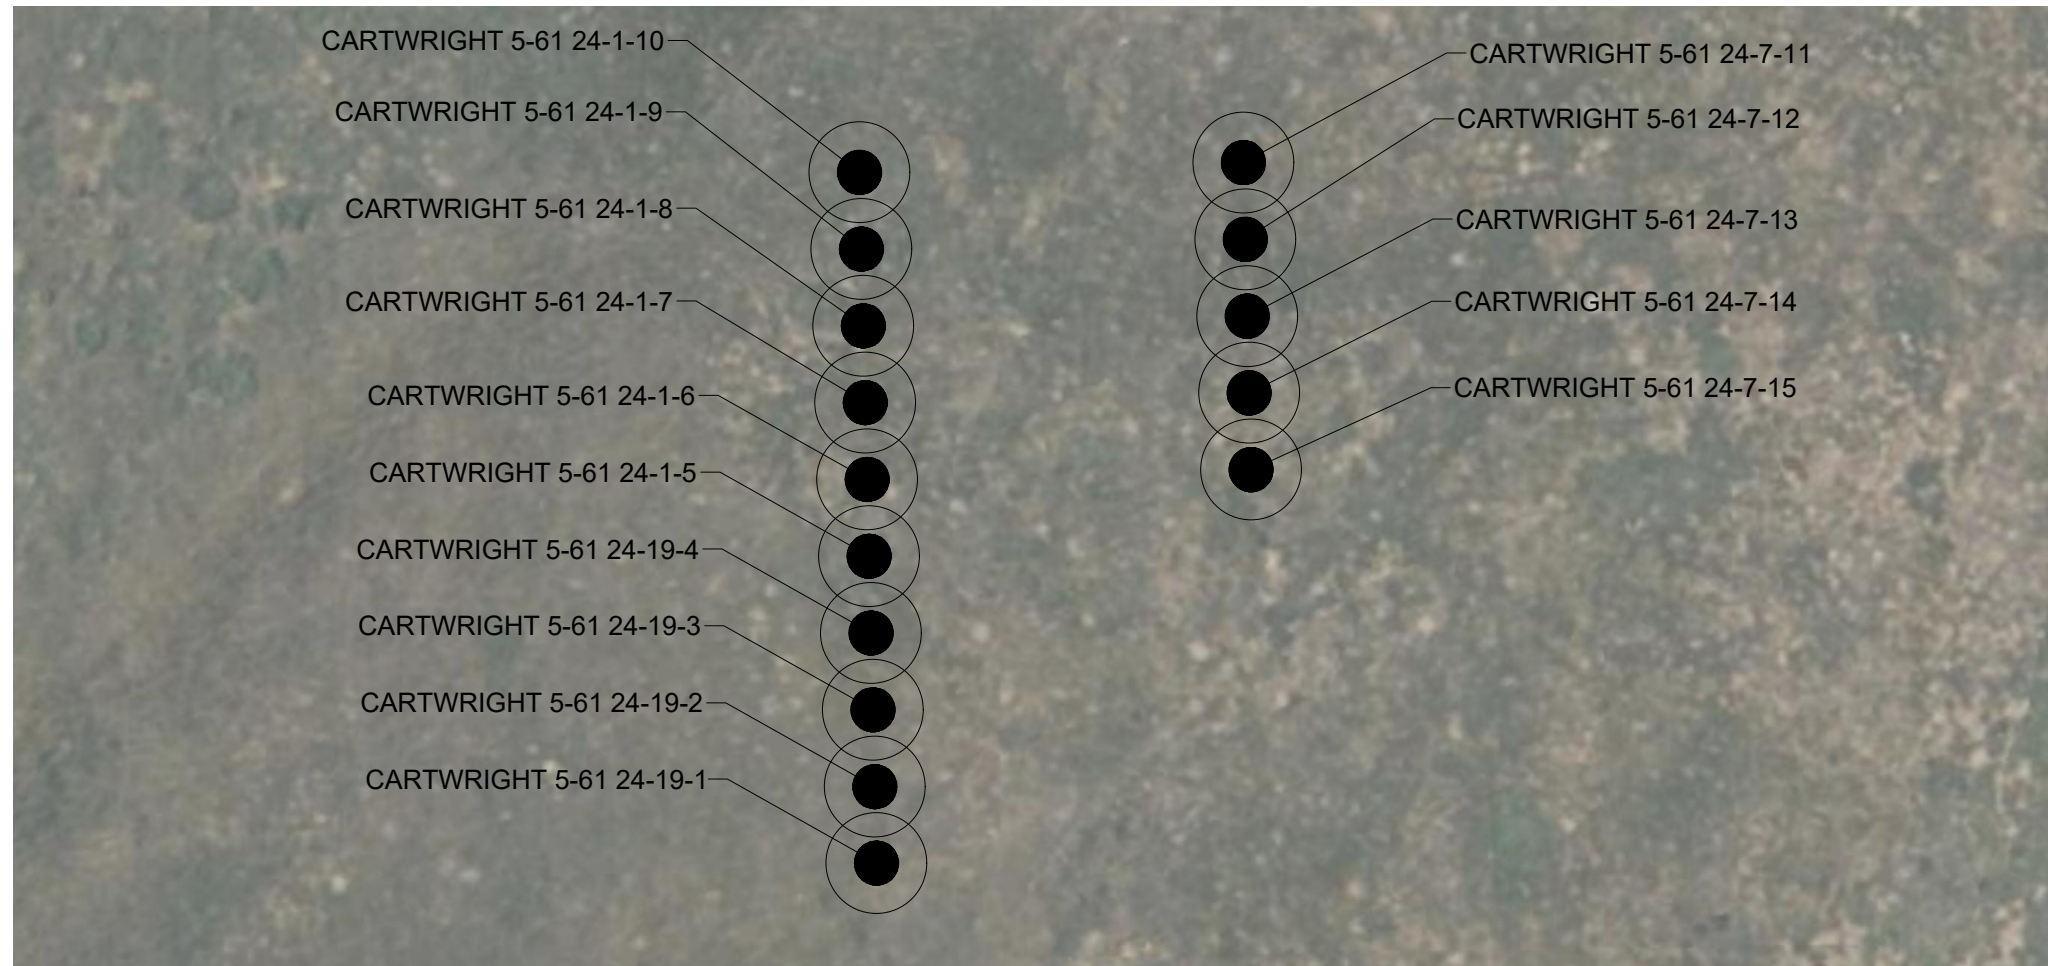 CARTWRIGHT 5-61 24-1-10
CARTWRIGHT 5-61 24-1-9
CARTWRIGHT 5-61 24-1-8
CARTWRIGHT 5-61 24-1-7
CARTWRIGHT 5-61 24-1-6
CARTWRIGHT 5-61 24-1-5
CARTWRIGHT 5-61 24-19-4
CARTWRIGHT 5-61 24-19-3
CARTWRIGHT 5-61 24-19-2
CARTWRIGHT 5-61 24-19-1
CARTWRIGHT 5-61 24-7-11
CARTWRIGHT 5-61 24-7-12
CARTWRIGHT 5-61 24-7-13
CARTWRIGHT 5-61 24-7-14
CARTWRIGHT 5-61 24-7-15